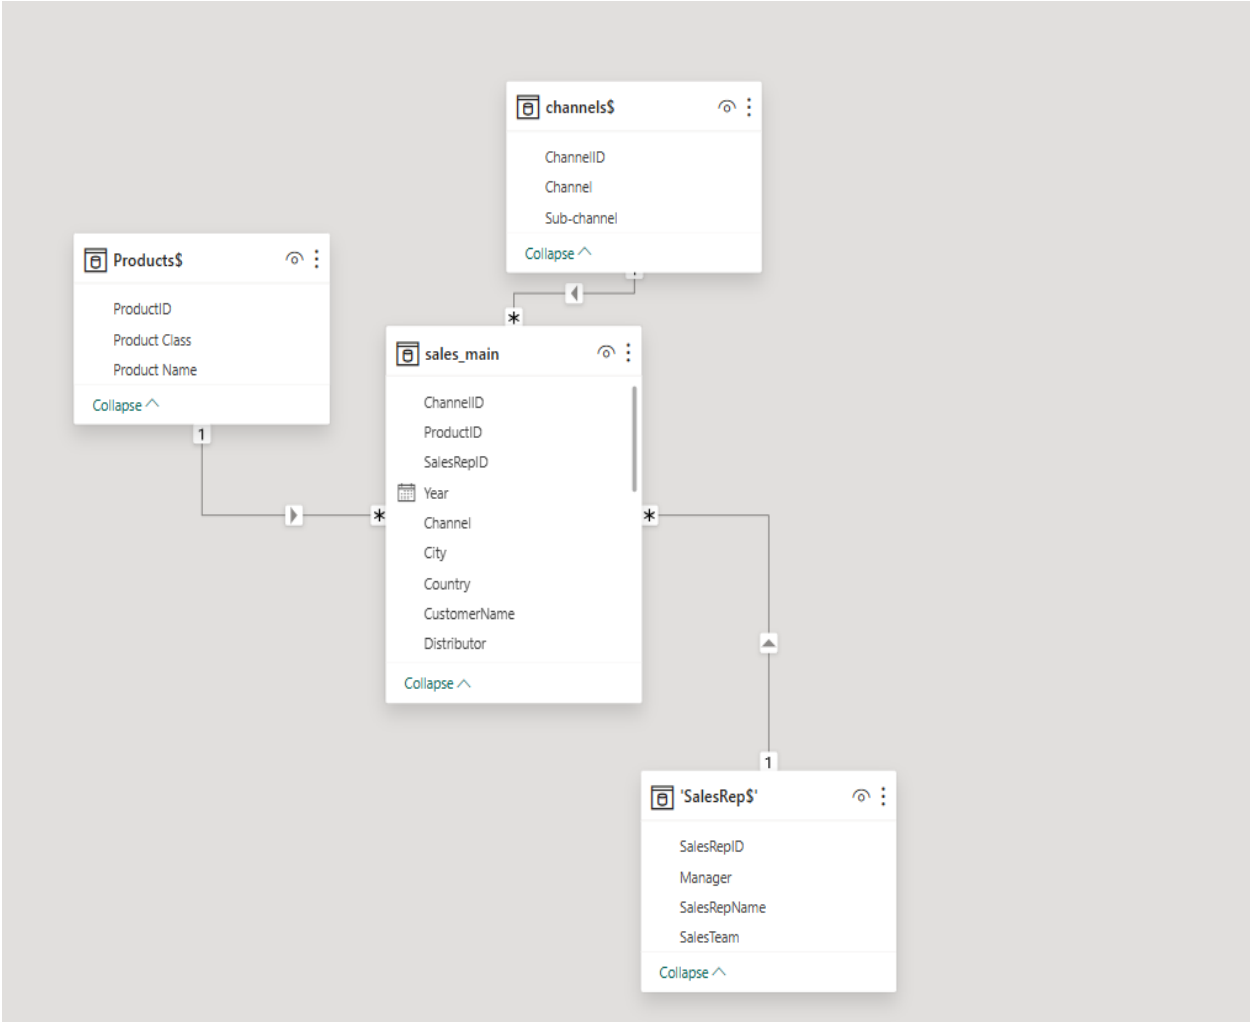 channels$
ChannelID
Channel
Sub-channel
Collapse
Products$
ProductID
Product Class
Product Name
Collapse
1
*
sales_main
ChannelID
ProductID
SalesRepID
Year
Channel
City
Country
CustomerName
Distributor
Collapse
*
*
1
'SalesRep$'
SalesRepID
Manager
SalesRepName
SalesTeam
Collapse